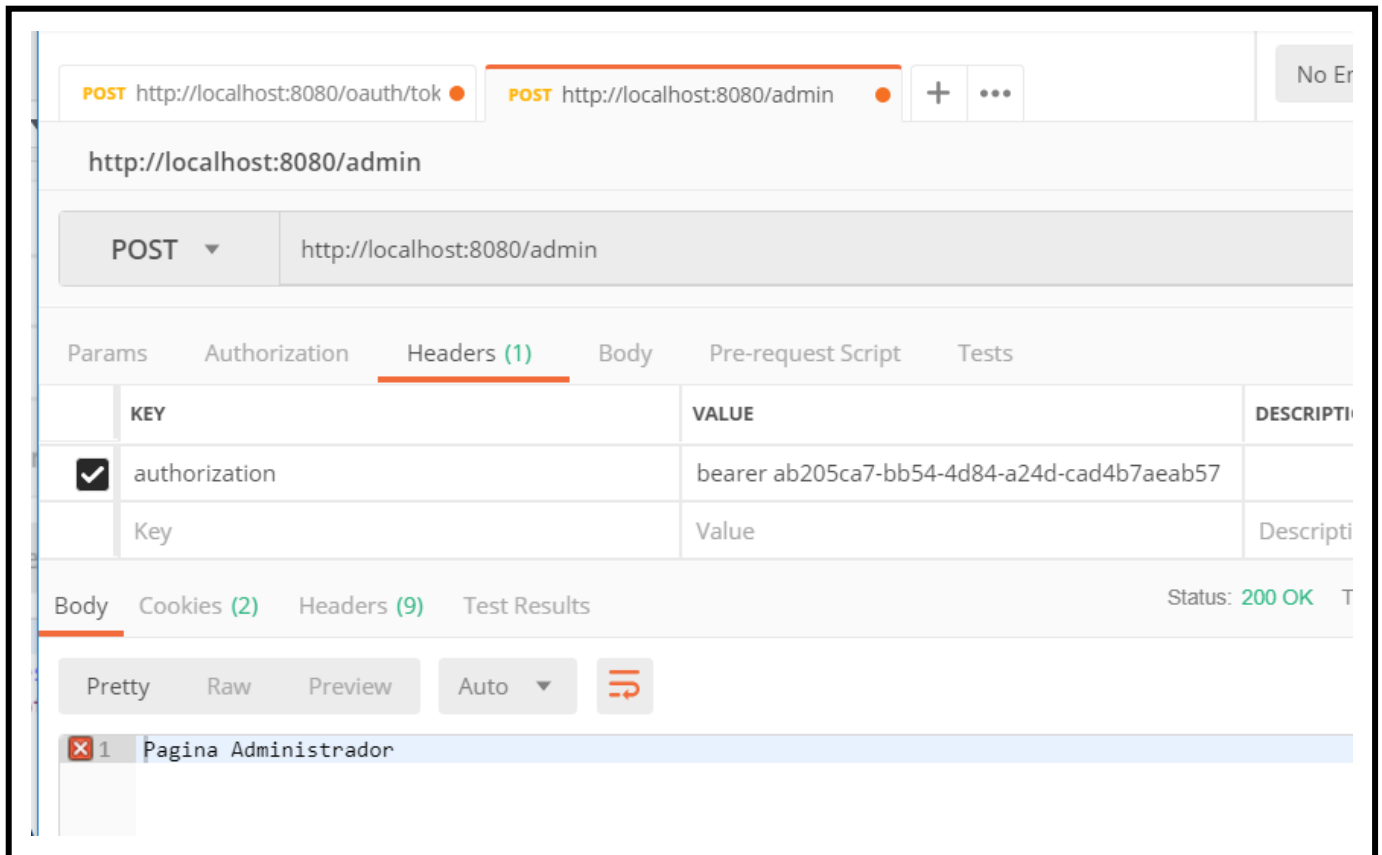 POST http://localhost:8080/oauth/tok POST http://localhost:8080/admin + ••• No Er
http://localhost:8080/admin
POST http://localhost:8080/admin
Params Authorization Headers (1) Body Pre-request Script Tests
KEY VALUE DESCRIPTI
authorization bearer ab205ca7-bb54-4d84-a24d-cad4b7aeab57
Key Value Descripti
Body Cookies (2) Headers (9) Test Results Status: 200 OK T
Pretty Raw Preview Auto
1 Pagina Administrador